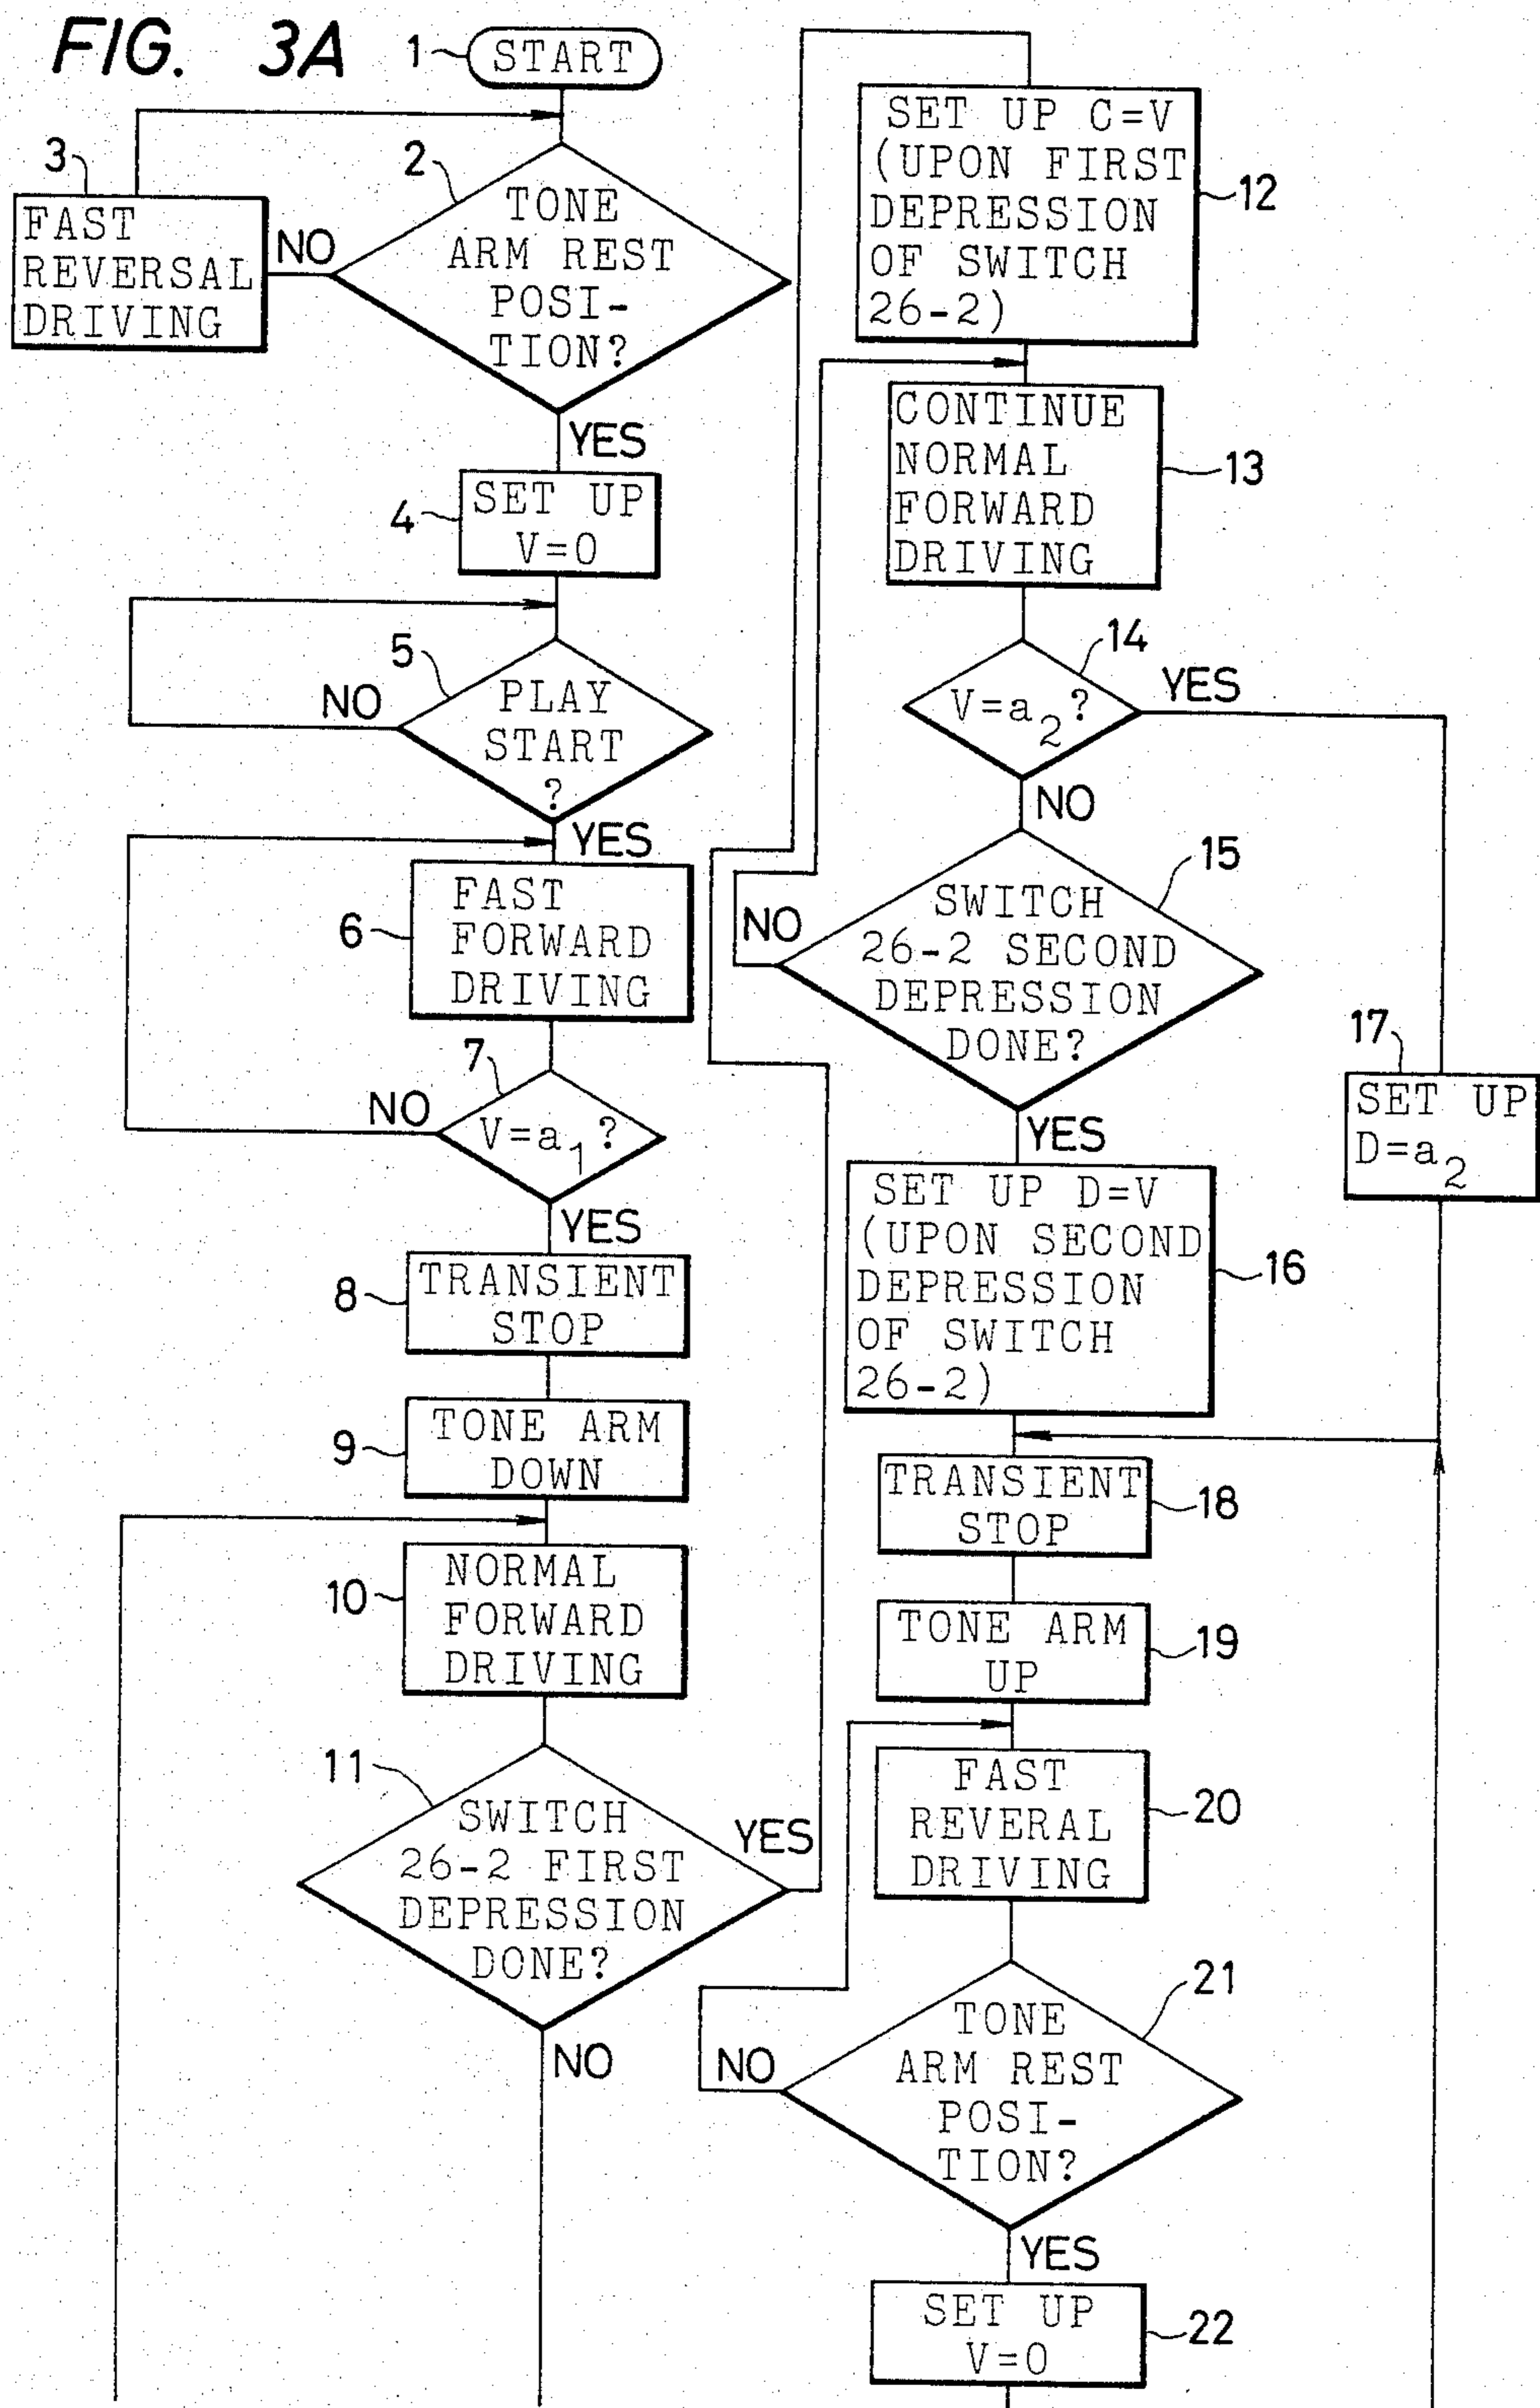 FIG. 3A
1
START
3
FAST
REVERSAL
DRIVING
NO
2
TONE
ARM REST
POSI-
TION?
YES
4
SET UP
V=0
5
NO
PLAY
START
?
YES
6
FAST
FORWARD
DRIVING
7
NO
V=a1?
YES
8
TRANSIENT
STOP
9
TONE ARM
DOWN
10
NORMAL
FORWARD
DRIVING
11
SWITCH
26-2 FIRST
DEPRESSION
DONE?
YES
NO
SET UP C=V
(UPON FIRST
DEPRESSION
OF SWITCH
26-2)
12
CONTINUE
NORMAL
FORWARD
DRIVING
13
14
V=a2?
YES
NO
15
SWITCH
26-2 SECOND
DEPRESSION
DONE?
NO
YES
17
SET UP
D=a2
SET UP D=V
(UPON SECOND
DEPRESSION
OF SWITCH
26-2)
16
TRANSIENT
STOP
18
TONE ARM
UP
19
FAST
REVERAL
DRIVING
20
21
TONE
ARM REST
POSI-
TION?
NO
YES
SET UP
V=0
22